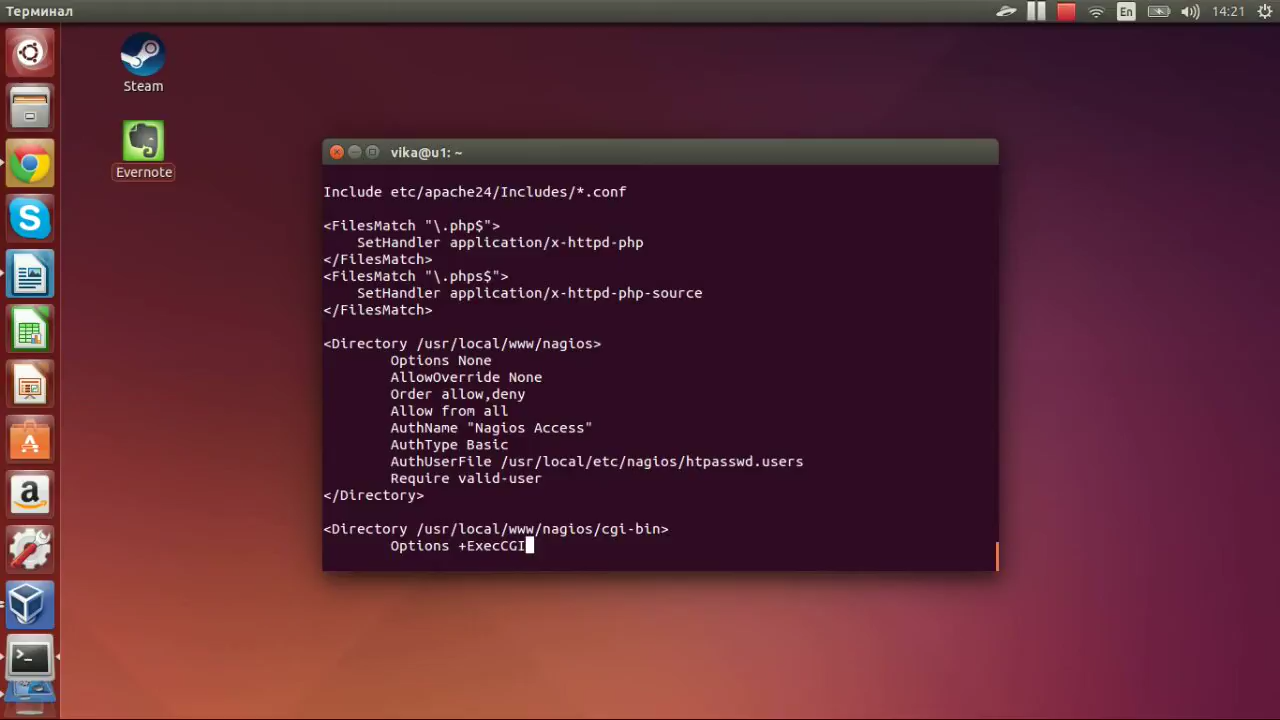 Терминал
En
14:21
Steam
Evernote
vika@u1: ~
Include etc/apache24/Includes/*.conf
<FilesMatch "\.php$">
SetHandler application/x-httpd-php
</FilesMatch>
<FilesMatch "\.phps$">
SetHandler application/x-httpd-php-source
</FilesMatch>
<Directory /usr/local/www/nagios>
Options None
AllowOverride None
Order allow,deny
Allow from all
AuthName "Nagios Access"
AuthType Basic
AuthUserFile /usr/local/etc/nagios/htpasswd.users
Require valid-user
</Directory>
<Directory /usr/local/www/nagios/cgi-bin>
Options +ExecCGI